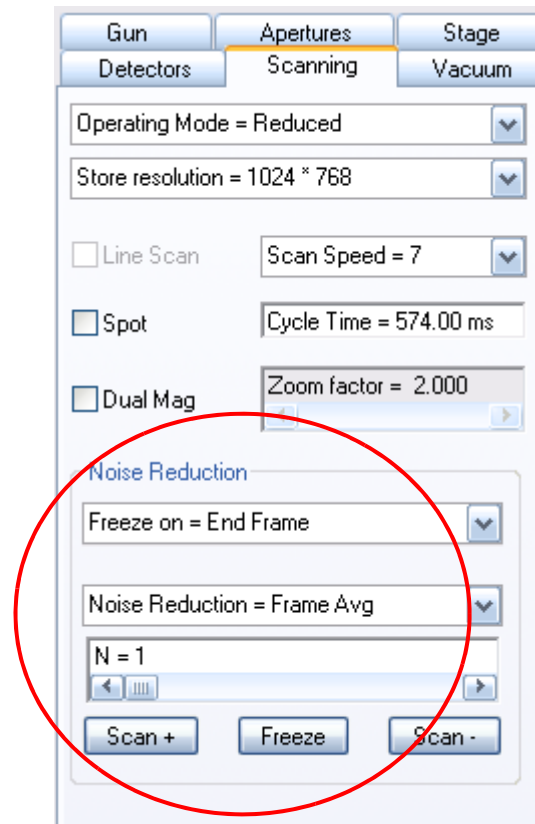 Gun Apertures Stage
Detectors Scanning Vacuum
Operating Mode = Reduced
Store resolution = 1024 * 768
Line Scan Scan Speed = 7
Spot Cycle Time = 574.00 ms
Dual Mag Zoom factor = 2.000
Noise Reduction
Freeze on = End Frame
Noise Reduction = Frame Avg
N = 1
Scan + Freeze Scan -